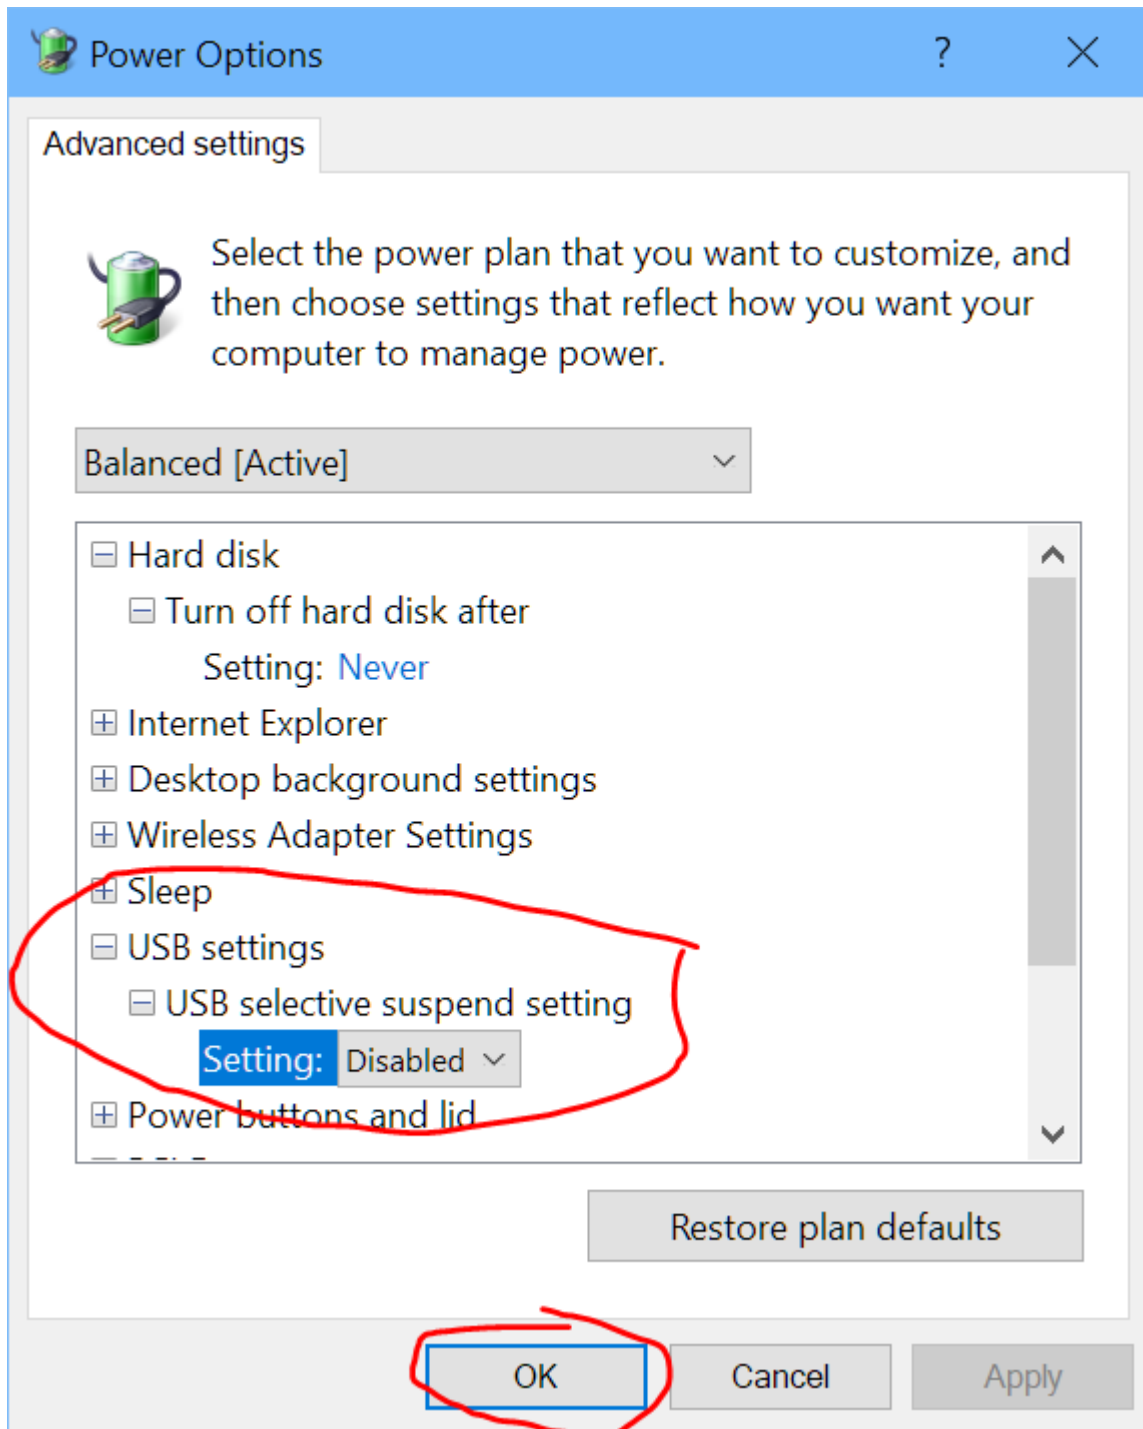 Power Options
?
Advanced settings
Select the power plan that you want to customize, and
then choose settings that reflect how you want your
computer to manage power.
Balanced [Active]
Hard disk
Turn off hard disk after
Setting: Never
Internet Explorer
Desktop background settings
Wireless Adapter Settings
Sleep
USB settings
USB selective suspend setting
Setting: Disabled
Power buttons and lid
Restore plan defaults
OK Cancel Apply